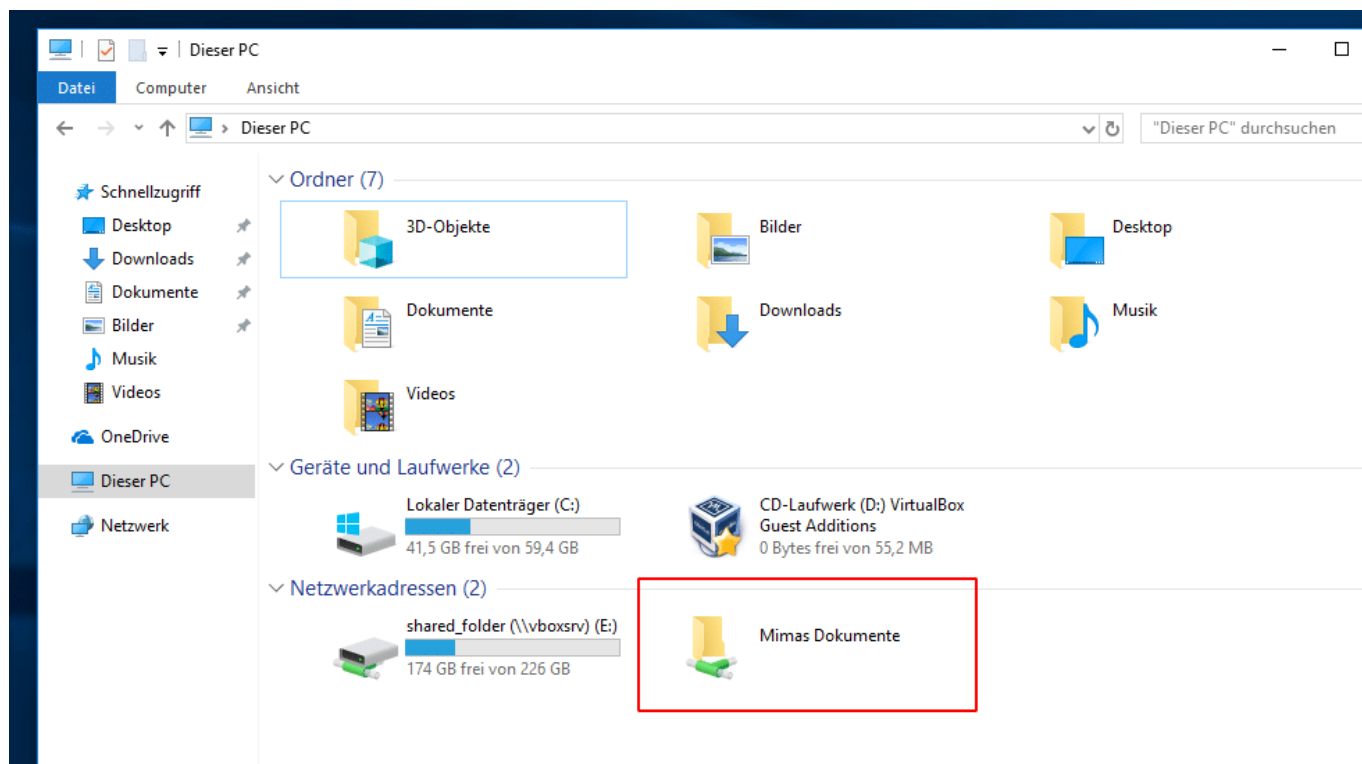 Dieser PC
Datei Computer Ansicht
Dieser PC
"Dieser PC" durchsuchen
Schnellzugriff
Desktop
Downloads
Dokumente
Bilder
Musik
Videos
OneDrive
Dieser PC
Netzwerk
Ordner (7)
3D-Objekte
Bilder
Desktop
Dokumente
Downloads
Musik
Videos
Geräte und Laufwerke (2)
Lokaler Datenträger (C:)
41,5 GB frei von 59,4 GB
CD-Laufwerk (D:) VirtualBox
Guest Additions
0 Bytes frei von 55,2 MB
Netzwerkadressen (2)
shared_folder (\\vboxsrv) (E:)
174 GB frei von 226 GB
Mimas Dokumente